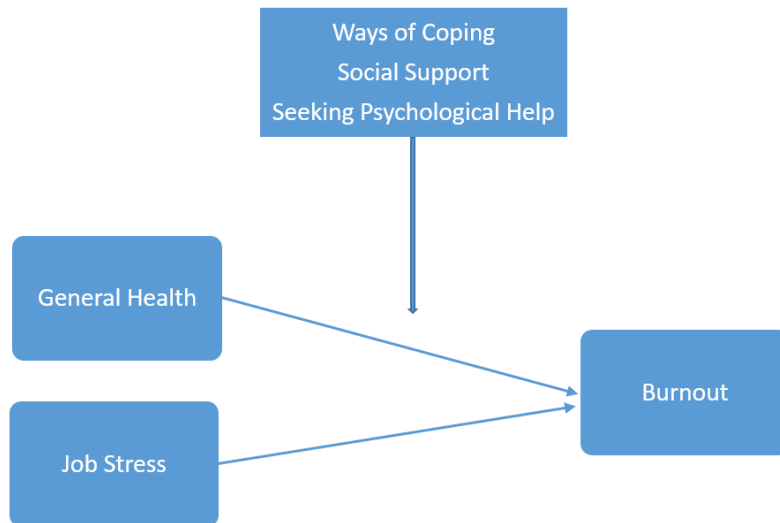 Ways of Coping
Social Support
Seeking Psychological Help
General Health
Burnout
Job Stress